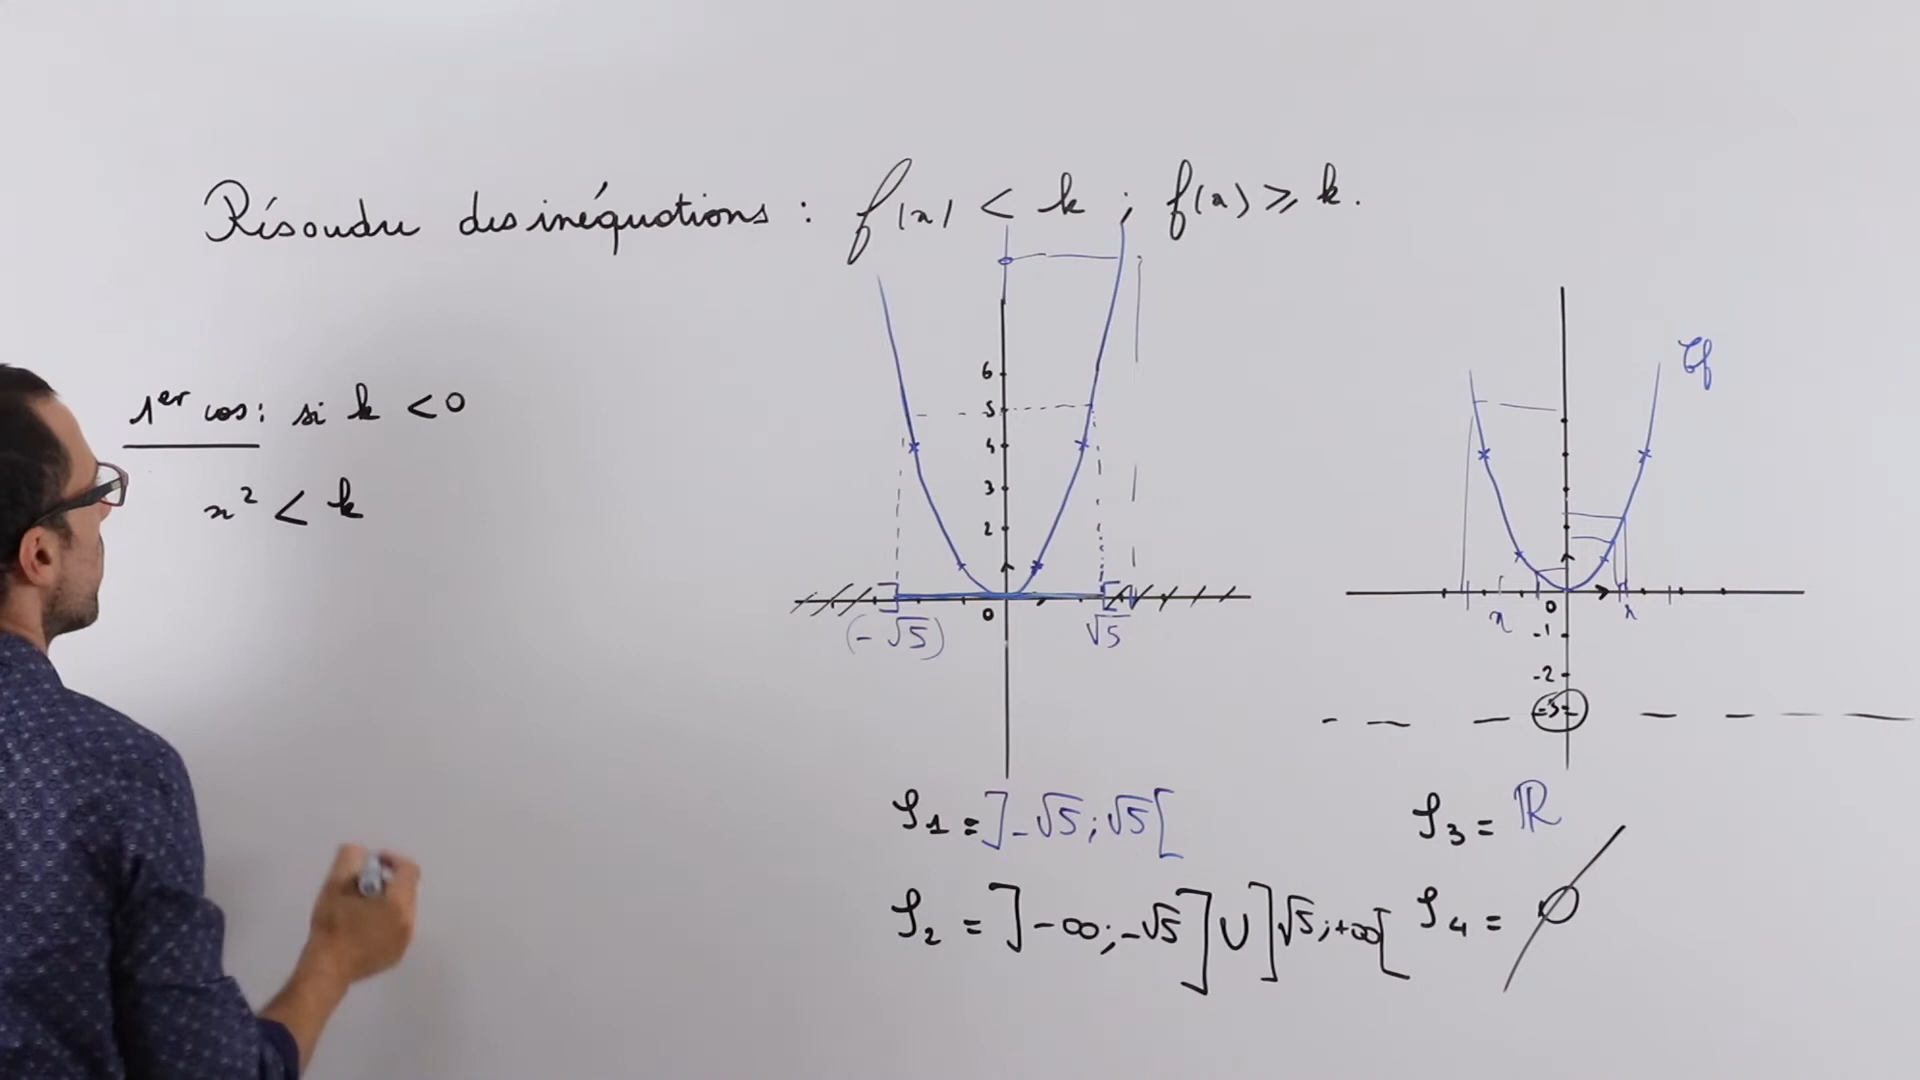 Résoudre des inéquations : f(x) < k ; f(x) ⩾ k.
1er cas : si k < 0
x² < k
6
5
4
3
2
0
(-√5)
√5
Cf
0
x
x
-1
-2
-3
S1 = ]-√5;√5[
S2 = ]-∞;-√5]U]√5;+∞[
S3 = ℝ
S4 = ∅